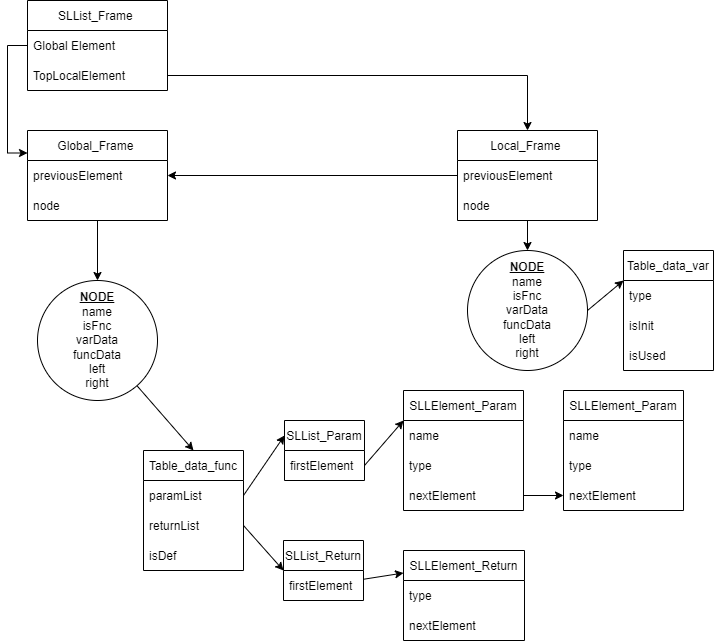 SLList_Frame
Global Element
TopLocalElement
Global_Frame
previousElement
node
Local_Frame
previousElement
node
NODE
name
isFnc
varData
funcData
left
right
NODE
name
isFnc
varData
funcData
left
right
Table_data_var
type
isInit
isUsed
Table_data_func
paramList
returnList
isDef
SLList_Param
firstElement
SLLElement_Param
name
type
nextElement
SLLElement_Param
name
type
nextElement
SLList_Return
firstElement
SLLElement_Return
type
nextElement